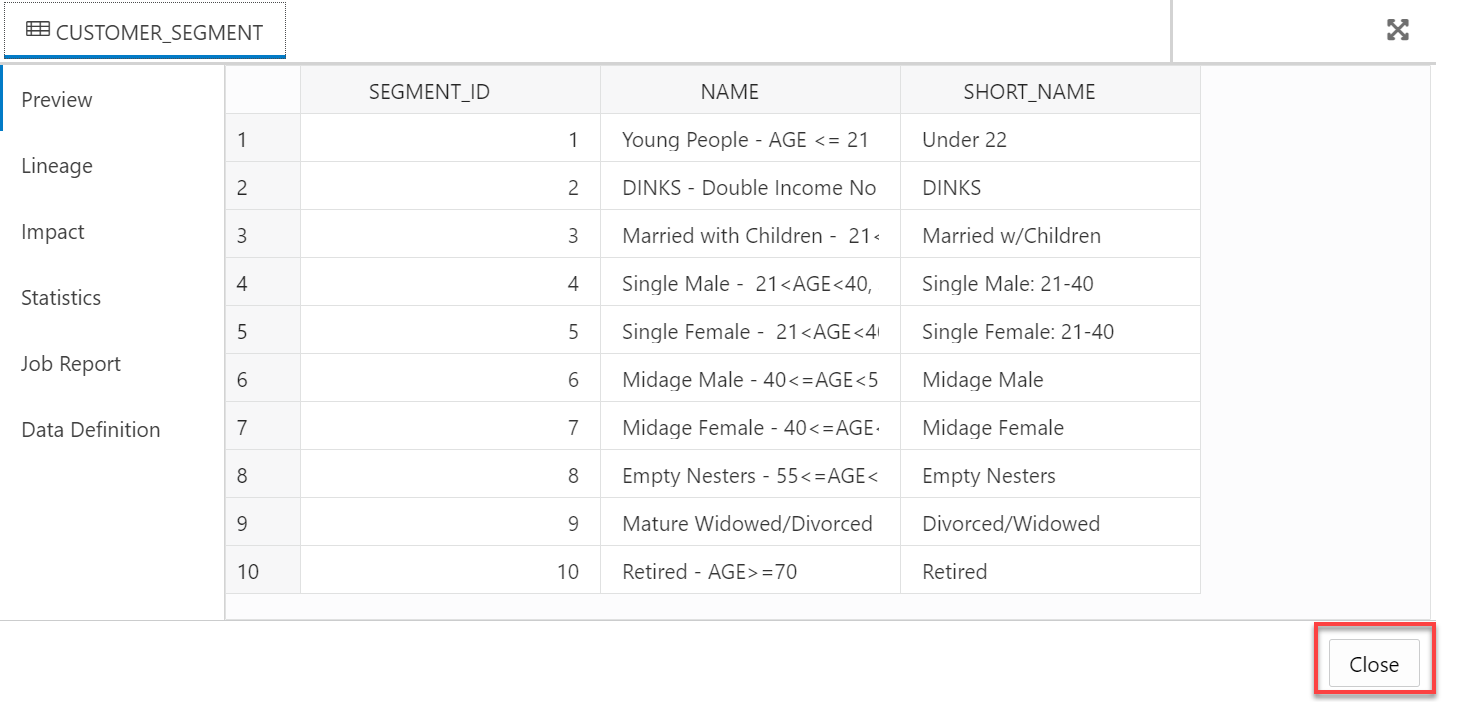 CUSTOMER_SEGMENT
Preview
Lineage
Impact
Statistics
Job Report
Data Definition
SEGMENT_ID NAME SHORT_NAME
1 1 Young People - AGE <= 21 Under 22
2 2 DINKS - Double Income No DINKS
3 3 Married with Children -  21< Married w/Children
4 4 Single Male -  21<AGE<40, Single Male: 21-40
5 5 Single Female -  21<AGE<40 Single Female: 21-40
6 6 Midage Male - 40<=AGE<5 Midage Male
7 7 Midage Female - 40<=AGE< Midage Female
8 8 Empty Nesters - 55<=AGE< Empty Nesters
9 9 Mature Widowed/Divorced Divorced/Widowed
10 10 Retired - AGE>=70 Retired
Close